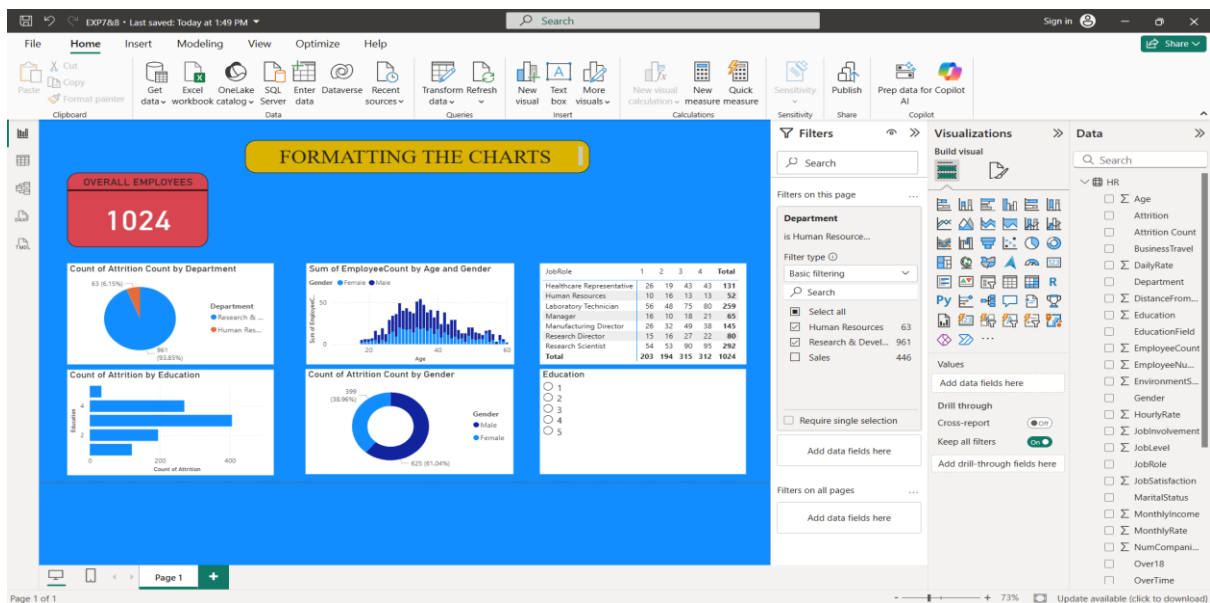 EXP7&8 • Last saved: Today at 1:49 PM
Search
Sign in
File Home Insert Modeling View Optimize Help
Share
Paste
Cut
Copy
Format painter
Clipboard
Get data
Excel workbook
OneLake catalog
SQL Server
Enter data
Dataverse
Recent sources
Data
Transform data
Refresh
Queries
New visual
Text box
More visuals
Insert
New visual calculation
New measure
Quick measure
Calculations
Sensitivity
Sensitivity
Publish
Share
Prep data for AI
Copilot
Copilot
FORMATTING THE CHARTS
OVERALL EMPLOYEES
1024
Count of Attrition Count by Department
63 (6.15%)
961
(93.85%)
Department
Research & ...
Human Res...
Sum of EmployeeCount by Age and Gender
Gender Female Male
Sum of Employee...
50
0
20 40 60
Age
JobRole 1 2 3 4 Total
Healthcare Representative 26 19 43 43 131
Human Resources 10 16 13 13 52
Laboratory Technician 56 48 75 80 259
Manager 16 10 18 21 65
Manufacturing Director 26 32 49 38 145
Research Director 15 16 27 22 80
Research Scientist 54 53 90 95 292
Total 203 194 315 312 1024
Count of Attrition by Education
Education
4
2
0 200 400
Count of Attrition
Count of Attrition Count by Gender
399
(38.96%)
625 (61.04%)
Gender
Male
Female
Education
1
2
3
4
5
Filters
Search
Filters on this page ...
Department
is Human Resource...
Filter type
Basic filtering
Search
Select all
Human Resources 63
Research & Devel... 961
Sales 446
Require single selection
Add data fields here
Filters on all pages ...
Add data fields here
Visualizations
Build visual
Py
R
...
Values
Add data fields here
Drill through
Cross-report Off
Keep all filters On
Add drill-through fields here
Data
Search
HR
Σ Age
Attrition
Attrition Count
BusinessTravel
Σ DailyRate
Department
Σ DistanceFrom...
Σ Education
EducationField
Σ EmployeeCount
Σ EmployeeNu...
Σ EnvironmentS...
Gender
Σ HourlyRate
Σ JobInvolvement
Σ JobLevel
JobRole
Σ JobSatisfaction
MaritalStatus
Σ MonthlyIncome
Σ MonthlyRate
Σ NumCompani...
Over18
OverTime
Page 1
Page 1 of 1
73%
Update available (click to download)